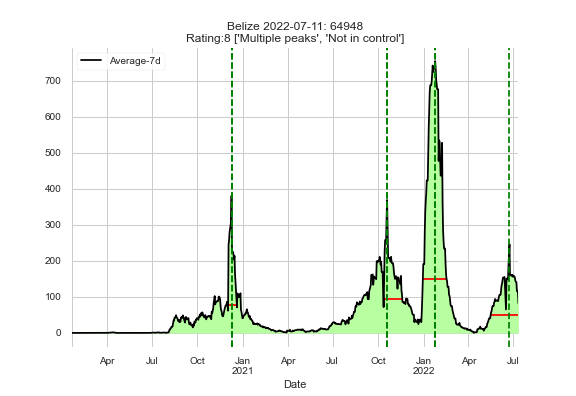 Belize 2022-07-11: 64948
Rating:8 ['Multiple peaks', 'Not in control']
Average-7d
700
600
500
400
300
200
100
0
Apr Jul Oct Jan Apr Jul Oct Jan Apr Jul
2021 2022
Date